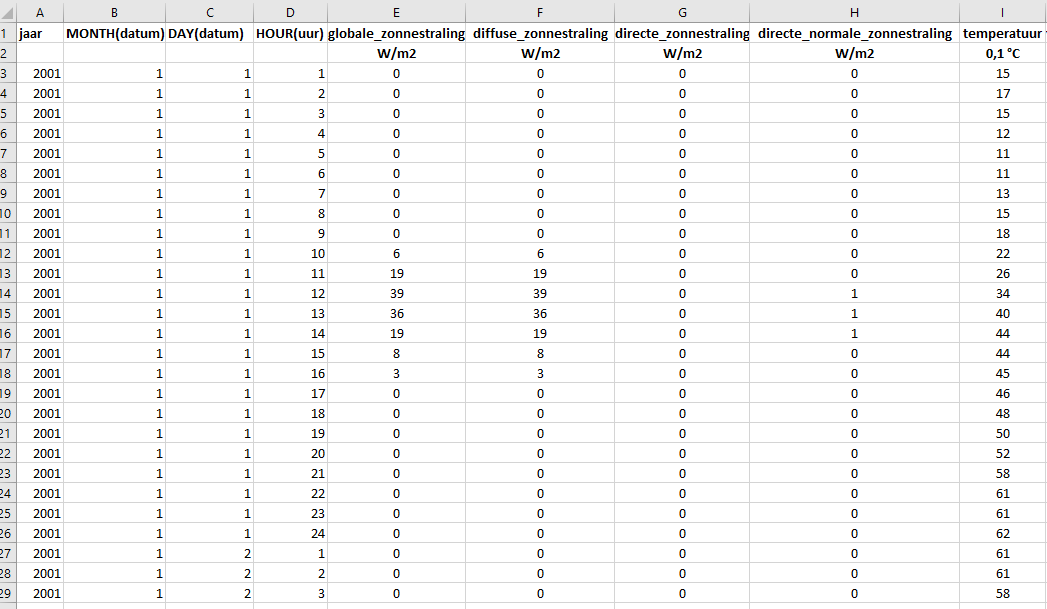 A B C D E F G H I
1 jaar MONTH(datum) DAY(datum) HOUR(uur) globale_zonnestraling diffuse_zonnestraling directe_zonnestraling directe_normale_zonnestraling temperatuur
2 W/m2 W/m2 W/m2 W/m2 0,1 °C
3 2001 1 1 1 0 0 0 0 15
4 2001 1 1 2 0 0 0 0 17
5 2001 1 1 3 0 0 0 0 15
6 2001 1 1 4 0 0 0 0 12
7 2001 1 1 5 0 0 0 0 11
8 2001 1 1 6 0 0 0 0 11
9 2001 1 1 7 0 0 0 0 13
10 2001 1 1 8 0 0 0 0 15
11 2001 1 1 9 0 0 0 0 18
12 2001 1 1 10 6 6 0 0 22
13 2001 1 1 11 19 19 0 0 26
14 2001 1 1 12 39 39 0 1 34
15 2001 1 1 13 36 36 0 1 40
16 2001 1 1 14 19 19 0 1 44
17 2001 1 1 15 8 8 0 0 44
18 2001 1 1 16 3 3 0 0 45
19 2001 1 1 17 0 0 0 0 46
20 2001 1 1 18 0 0 0 0 48
21 2001 1 1 19 0 0 0 0 50
22 2001 1 1 20 0 0 0 0 52
23 2001 1 1 21 0 0 0 0 58
24 2001 1 1 22 0 0 0 0 61
25 2001 1 1 23 0 0 0 0 61
26 2001 1 1 24 0 0 0 0 62
27 2001 1 2 1 0 0 0 0 61
28 2001 1 2 2 0 0 0 0 61
29 2001 1 2 3 0 0 0 0 58